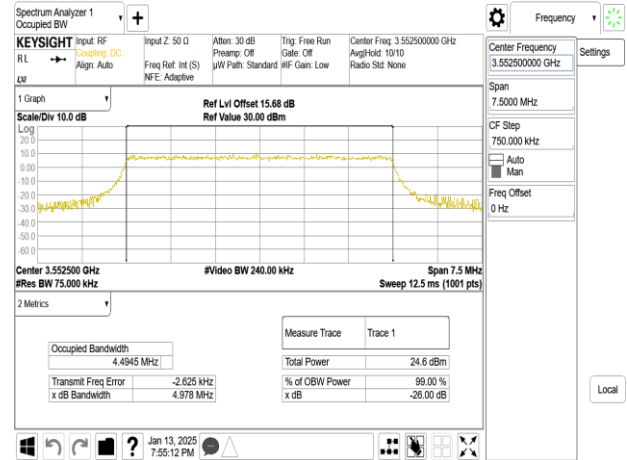 Spectrum Analyzer 1
Occupied BW
Frequency
KEYSIGHT
RL
LXI
Input: RF
Coupling: DC
Align: Auto
Input Z: 50 Ω
Freq Ref: Int (S)
NFE: Adaptive
Atten: 30 dB
Preamp: Off
µW Path: Standard
Trig: Free Run
Gate: Off
#IF Gain: Low
Center Freq: 3.552500000 GHz
Avg|Hold: 10/10
Radio Std: None
Center Frequency
3.552500000 GHz
Settings
Span
7.5000 MHz
CF Step
750.000 kHz
Auto
Man
Freq Offset
0 Hz
1 Graph
Scale/Div 10.0 dB
Ref Lvl Offset 15.68 dB
Ref Value 30.00 dBm
Log
20.0
10.0
0.00
-10.0
-20.0
-30.0
-40.0
-50.0
-60.0
Center 3.552500 GHz
#Res BW 75.000 kHz
#Video BW 240.00 kHz
Span 7.5 MHz
Sweep 12.5 ms (1001 pts)
2 Metrics
Measure Trace Trace 1
Occupied Bandwidth
4.4945 MHz
Total Power 24.6 dBm
Transmit Freq Error -2.625 kHz
% of OBW Power 99.00 %
x dB Bandwidth 4.978 MHz
x dB -26.00 dB
Local
?
Jan 13, 2025
7:55:12 PM